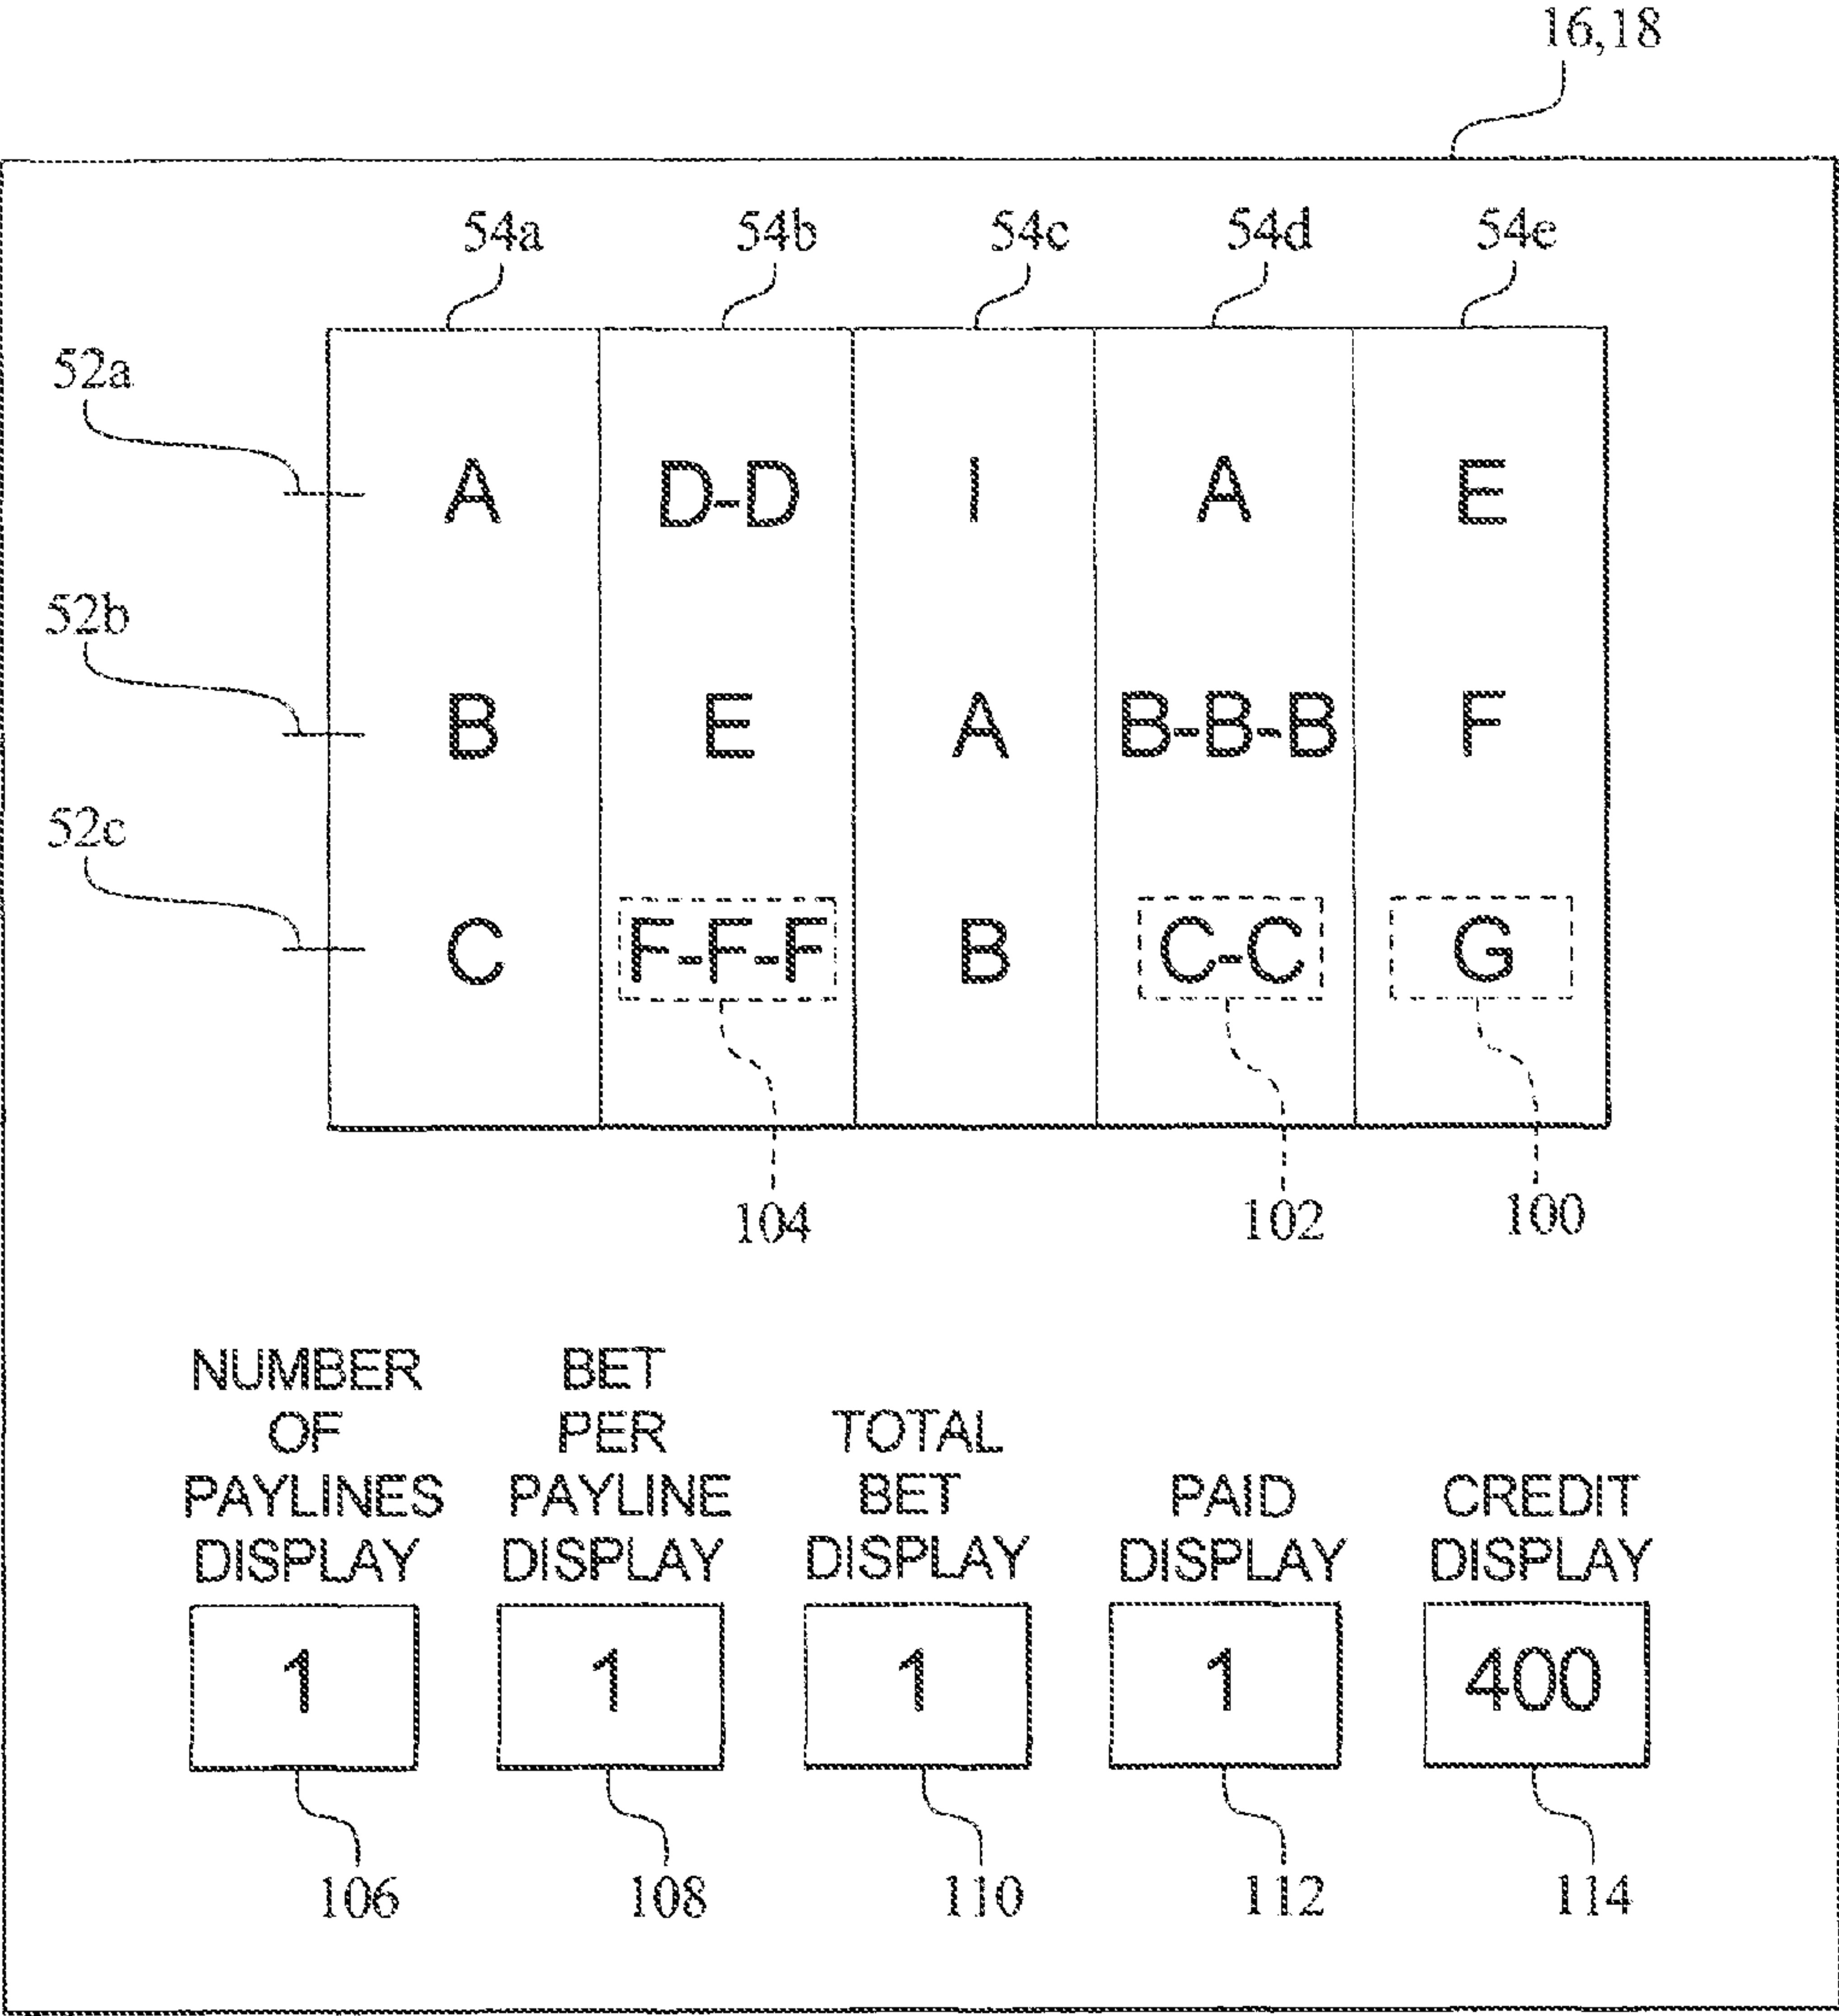 16,18
54a 54b 54c 54d 54e
52a
A D-D I A E
52b
B E A B-B-B F
52c
C F-F-F B C-C G
104 102 100
NUMBER OF PAYLINES DISPLAY
BET PER PAYLINE DISPLAY
TOTAL BET DISPLAY
PAID DISPLAY
CREDIT DISPLAY
1 1 1 1 400
106 108 110 112 114